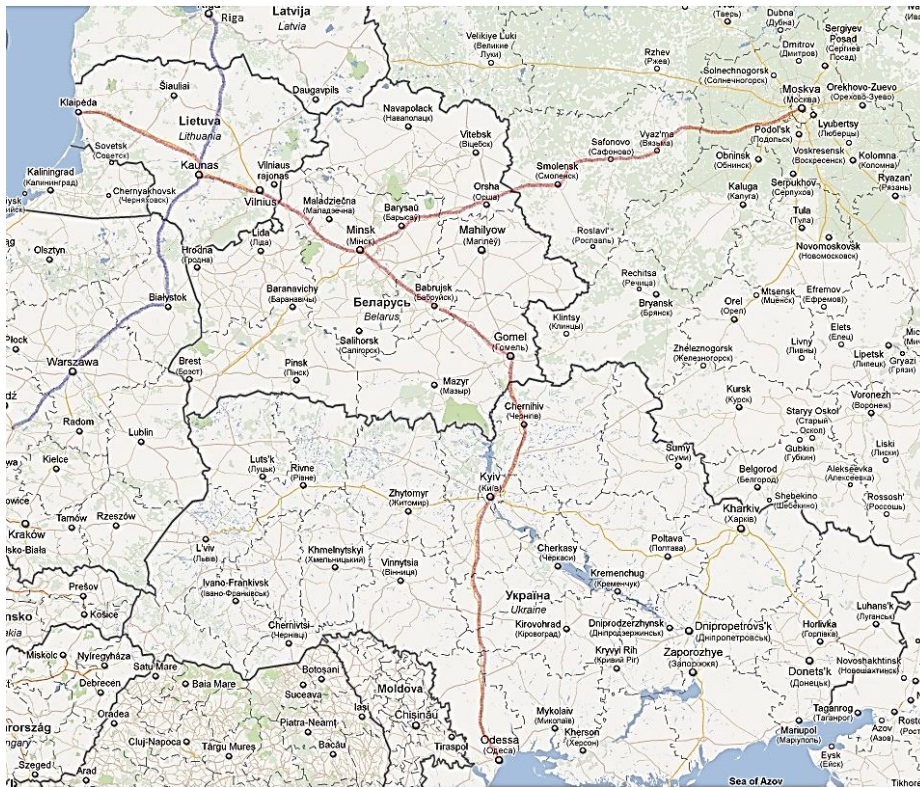 Riga
Latvija
Latvia
Velikiye Luki
(Великие
Луки)
(Тверь)
Dubna
(Дубна)
Rzhev
(Ржев)
Dmitrov
(Дмитров)
Sergiyev
Posad
(Сергиев
Посад)
Solnechnogorsk
(Солнечногорск)
Moskva
(Москва)
Orekhovo-Zuevo
(Орехово-Зуево)
Klaipėda
Šiauliai
Daugavpils
Navapolack
(Наваполацк)
Lietuva
Lithuania
Vitebsk
(Віцебск)
Safonovo
(Сафоново)
Vyaz'ma
(Вязьма)
Podol'sk
(Подольск)
Lyubertsy
(Люберцы)
Voskresensk
(Воскресенск)
Kolomna
(Коломна)
Sovetsk
(Советск)
Kaunas
Vilniaus
rajonas
Smolensk
(Смоленск)
Obninsk
(Обнинск)
Kaliningrad
(Калининград)
Chernyakhovsk
(Черняховск)
Vilnius
Maladziečna
(Маладзечна)
Barysaŭ
(Барысаў)
Orsha
(Орша)
Kaluga
(Калуга)
Serpukhov
(Серпухов)
Ryazan'
(Рязань)
Tula
(Тула)
Olsztyn
Hrodna
(Гродна)
Lida
(Ліда)
Minsk
(Мінск)
Mahilyow
(Магілёў)
Roslavl'
(Рославль)
Novomoskovsk
(Новомосковск)
Białystok
Baranavichy
(Баранавічы)
Беларусь
Belarus
Babrujsk
(Бабруйск)
Rechitsa
(Речица)
Bryansk
(Брянск)
Orel
(Орел)
Mtsensk
(Мценск)
Efremov
(Ефремов)
Płock
Salihorsk
(Салігорск)
Gomel
(Гомель)
Klintsy
(Клинцы)
Livny
(Ливны)
Elets
(Елец)
Warszawa
Brest
(Брэст)
Pinsk
(Пінск)
Mazyr
(Мазыр)
Zheleznogorsk
(Железногорск)
Lipetsk
(Липецк)
Gryazi
(Грязи)
Radom
Lublin
Chernihiv
(Чернігів)
Kursk
(Курск)
Staryy Oskol
(Старый
Оскол)
Voronezh
(Воронеж)
Kielce
Luts'k
(Луцьк)
Rivne
(Рівне)
Sumy
(Суми)
Gubkin
(Губкин)
Liski
(Лиски)
Zhytomyr
(Житомир)
Kyiv
(Київ)
Belgorod
(Белгород)
Alekseevka
(Алексеевка)
Shebekino
(Шебекино)
Rossosh'
(Россошь)
Kraków
Tarnów
Rzeszów
Kharkiv
(Харків)
lsko-Biała
L'viv
(Львів)
Khmelnytskyi
(Хмельницький)
Vinnytsia
(Вінниця)
Cherkasy
(Черкаси)
Poltava
(Полтава)
Prešov
Ivano-Frankivsk
(Івано-Франківськ)
Україна
Ukraine
Kremenchug
(Кременчук)
Košice
Chernivtsi
(Чернівці)
Kirovohrad
(Кіровоград)
Dniprodzerzhynsk
(Дніпродзержинськ)
Dnipropetrovs'k
(Дніпропетровськ)
Horlivka
(Горлівка)
Luhans'k
(Луганськ)
Miskolc
Nyíregyháza
Satu Mare
Botoșani
Moldova
Kryvyi Rih
(Кривий Ріг)
Zaporozhye
(Запоріжжя)
Donets'k
(Донецьк)
Novoshakhtinsk
(Новошахтинск)
Debrecen
Baia Mare
Suceava
Iași
Chișinău
Oradea
Piatra-Neamț
Mykolaiv
(Миколаїв)
Taganrog
(Таганрог)
Cluj-Napoca
Târgu Mureș
Bacău
Tiraspol
Odessa
(Одеса)
Kherson
(Херсон)
Mariupol
(Маріуполь)
Azov
(Азов)
Eysk
(Ейск)
Szeged
Arad
Sea of Azov